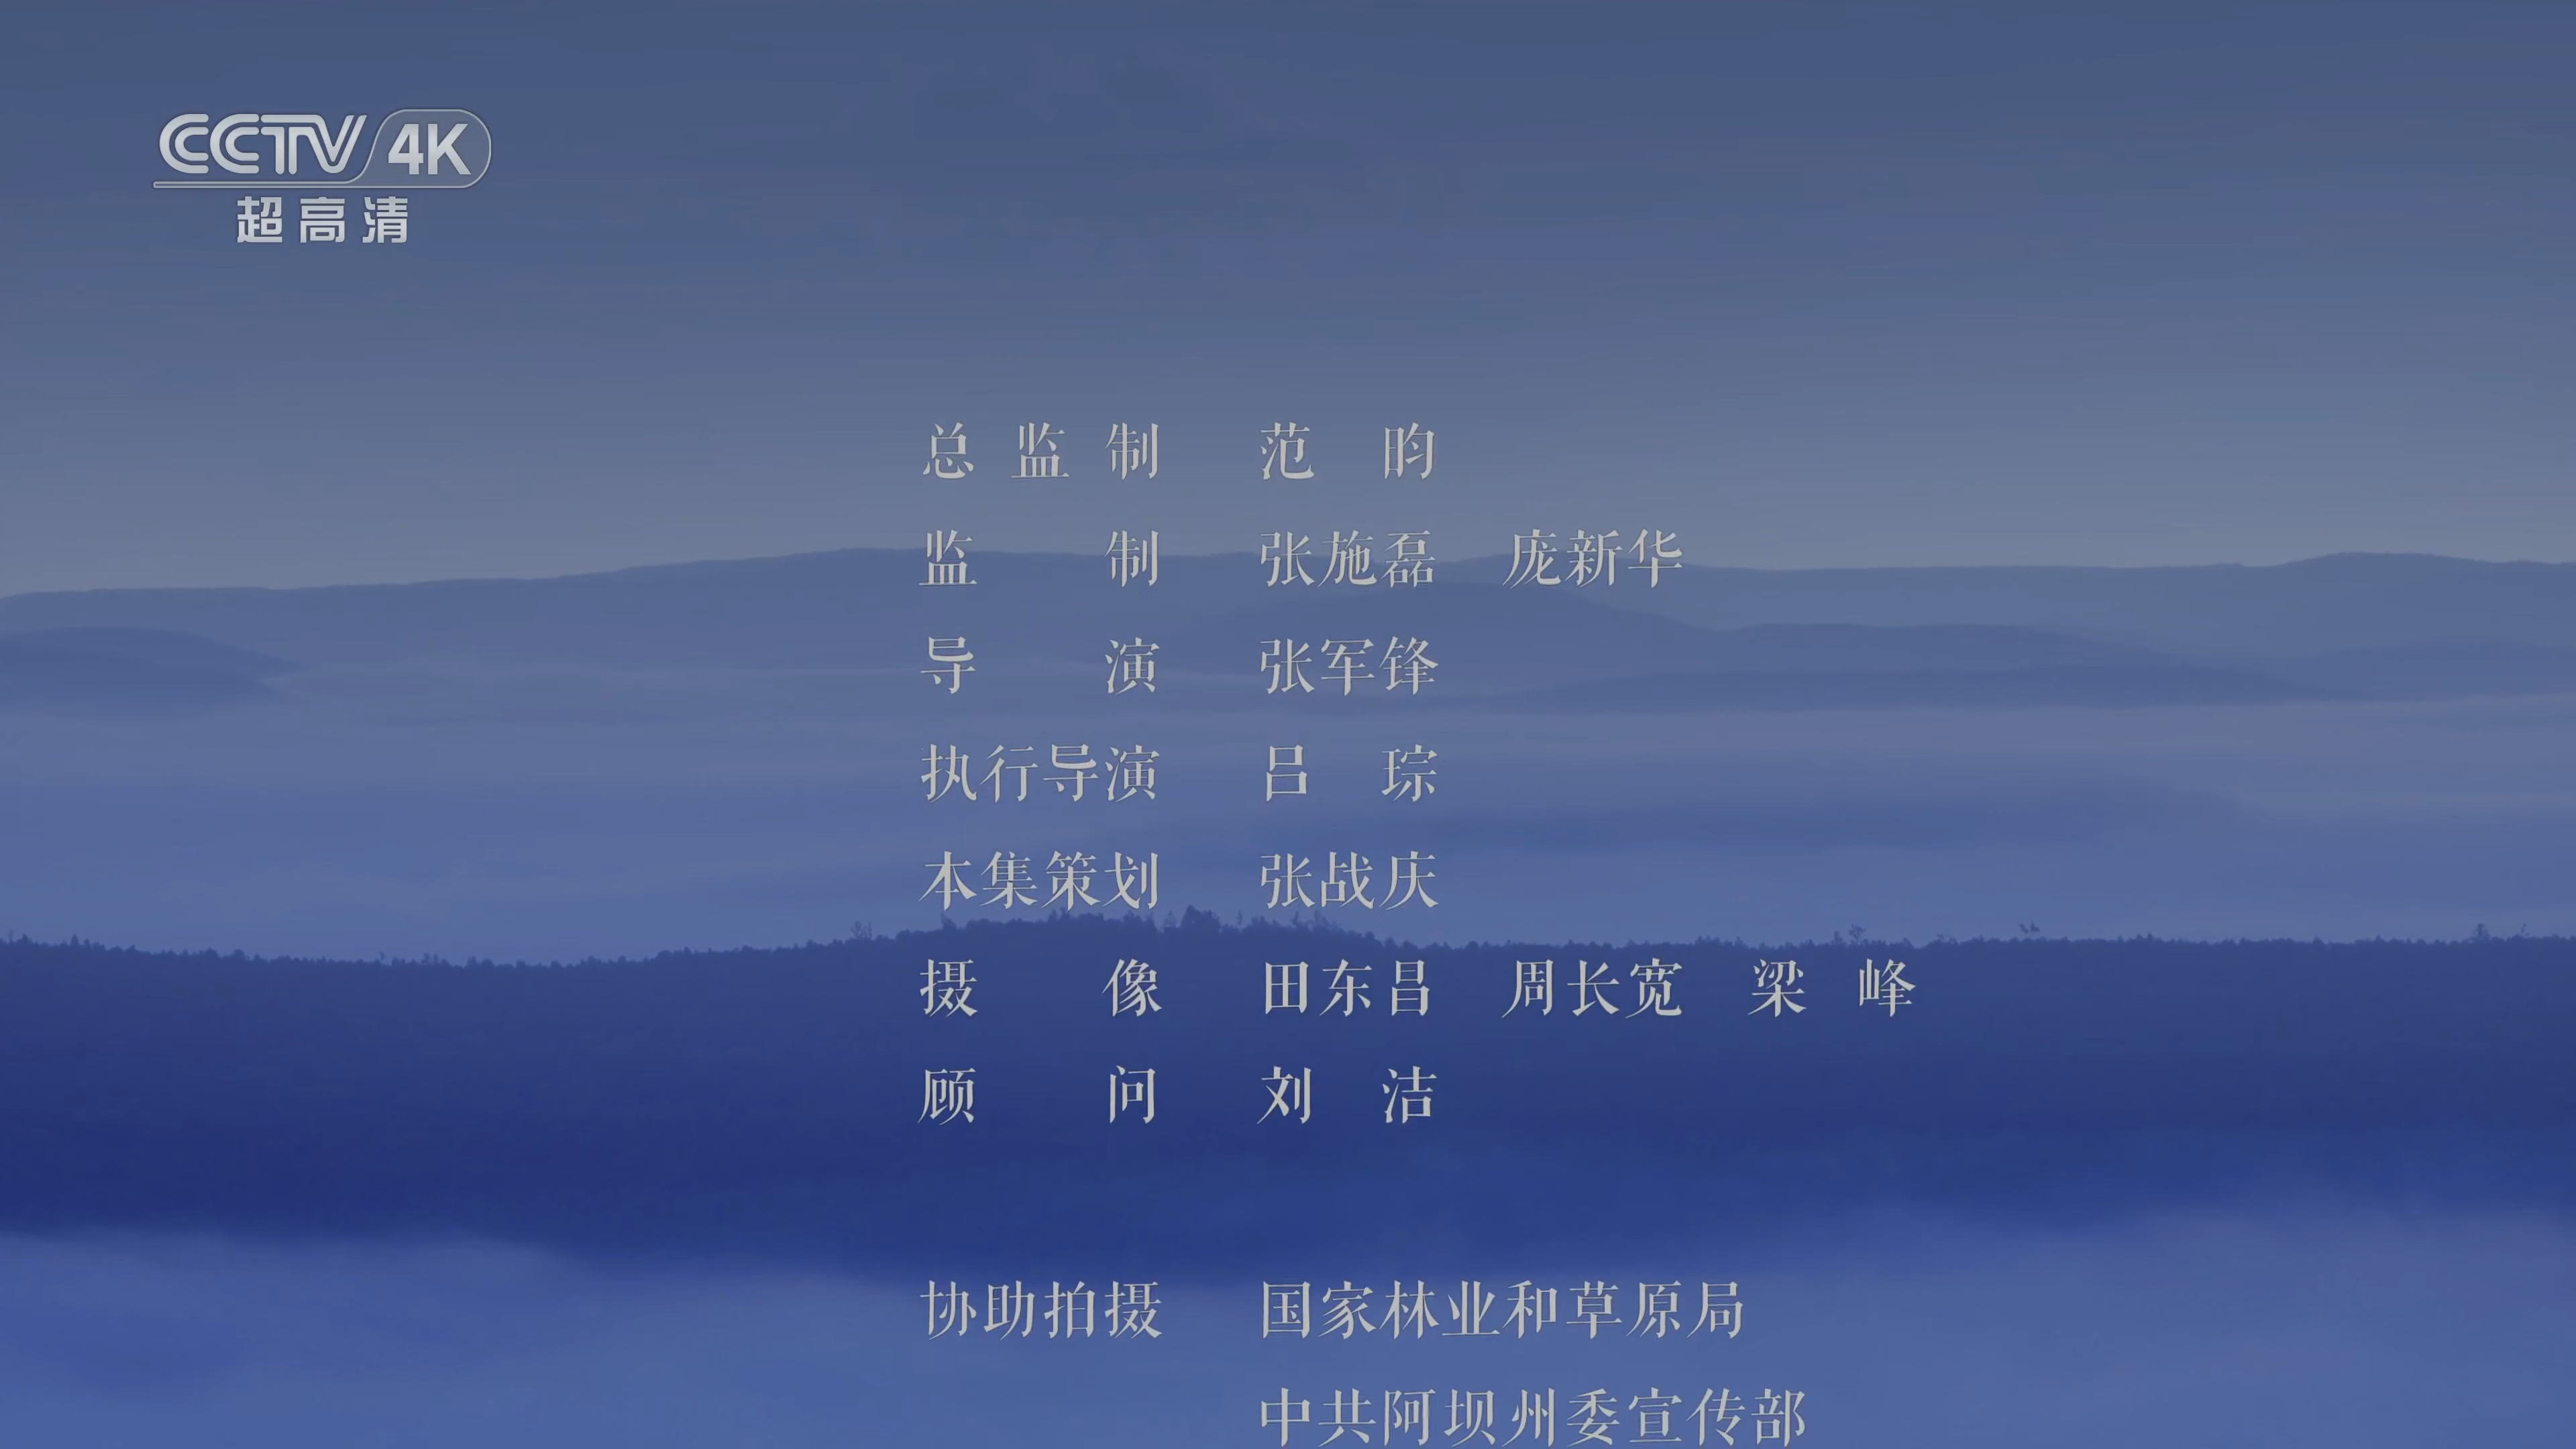 CCTV 4K
超高清
总监制 范昀
监制 张施磊 庞新华
导演 张军锋
执行导演 吕琮
本集策划 张战庆
摄像 田东昌 周长宽 梁峰
顾问 刘洁
协助拍摄 国家林业和草原局
中共阿坝州委宣传部